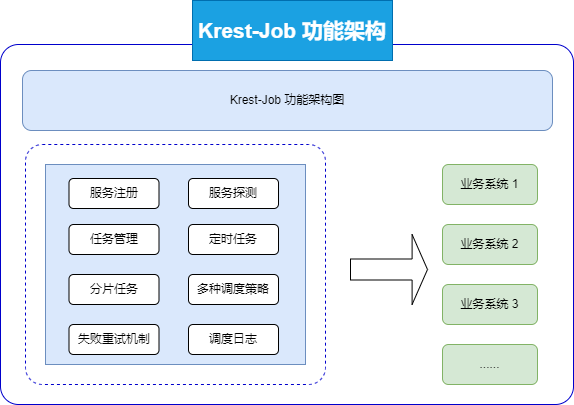 Krest-Job 功能架构
Krest-Job 功能架构图
服务注册
服务探测
任务管理
定时任务
分片任务
多种调度策略
失败重试机制
调度日志
业务系统 1
业务系统 2
业务系统 3
......